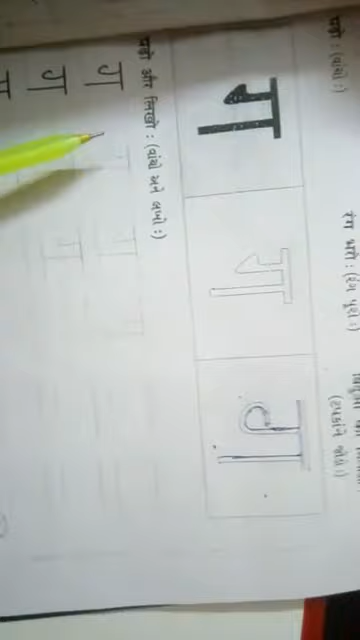 पढ़ो : (વાંચો :)
रंग भरो : (રંગ પૂરો :)
(ટપકાંને જોડો :)
ग
ग
ग
पढ़ो और लिखो : (વાંચો અને લખો :)
ग
ग
ग
ग